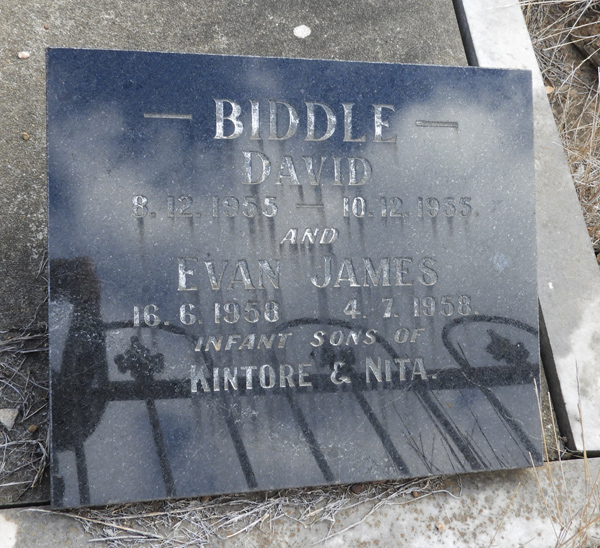 — BIDDLE —
DAVID
8.12.1955 — 10.12.1955.
AND
EVAN JAMES
16.6.1958 4.7.1958.
INFANT SONS OF
KINTORE & NITA.